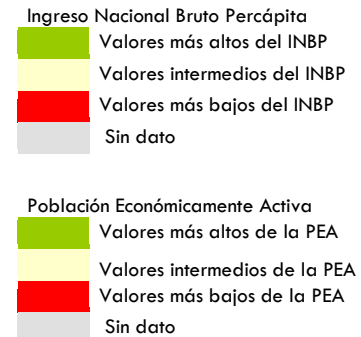 Ingreso Nacional Bruto Percápita
Valores más altos del INBP
Valores intermedios del INBP
Valores más bajos del INBP
Sin dato
Población Económicamente Activa
Valores más altos de la PEA
Valores intermedios de la PEA
Valores más bajos de la PEA
Sin dato